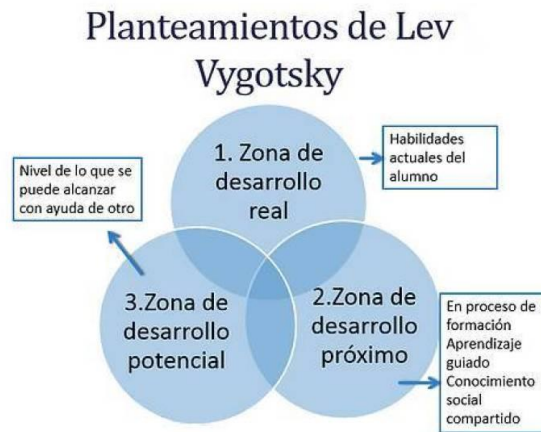 Planteamientos de Lev
Vygotsky
1. Zona de
desarrollo
real
Habilidades
actuales del
alumno
Nivel de lo que se
puede alcanzar
con ayuda de otro
3.Zona de
desarrollo
potencial
2.Zona de
desarrollo
próximo
En proceso de
formación
Aprendizaje
guiado
Conocimiento
social
compartido